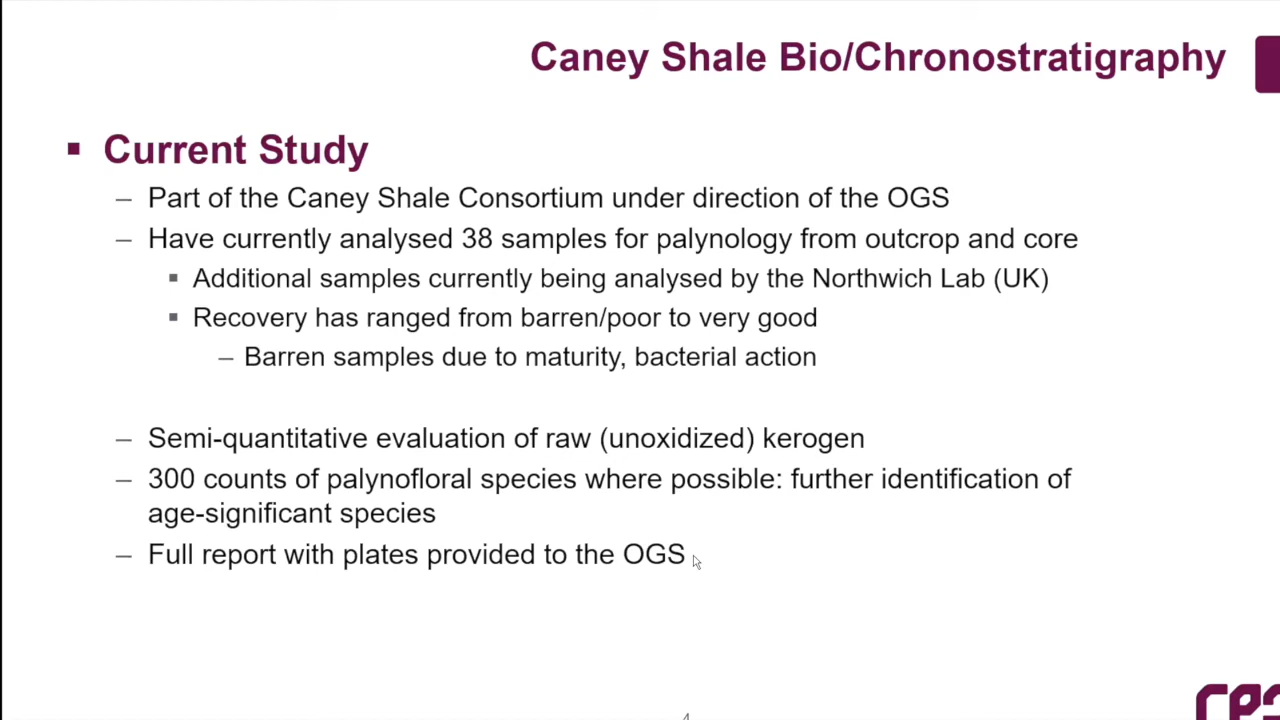 Caney Shale Bio/Chronostratigraphy
▪ Current Study
– Part of the Caney Shale Consortium under direction of the OGS
– Have currently analysed 38 samples for palynology from outcrop and core
▪ Additional samples currently being analysed by the Northwich Lab (UK)
▪ Recovery has ranged from barren/poor to very good
– Barren samples due to maturity, bacterial action
– Semi-quantitative evaluation of raw (unoxidized) kerogen
– 300 counts of palynofloral species where possible: further identification of
age-significant species
– Full report with plates provided to the OGS
4